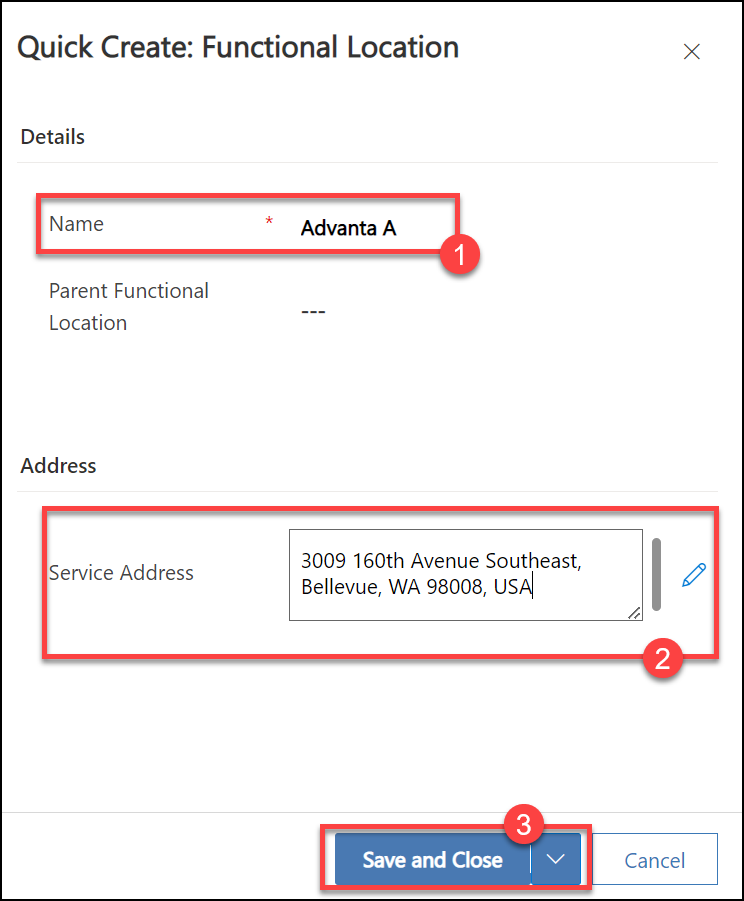 Quick Create: Functional Location
Details
Name * Advanta A
1
Parent Functional
Location
---
Address
Service Address
3009 160th Avenue Southeast,
Bellevue, WA 98008, USA
2
3
Save and Close
Cancel